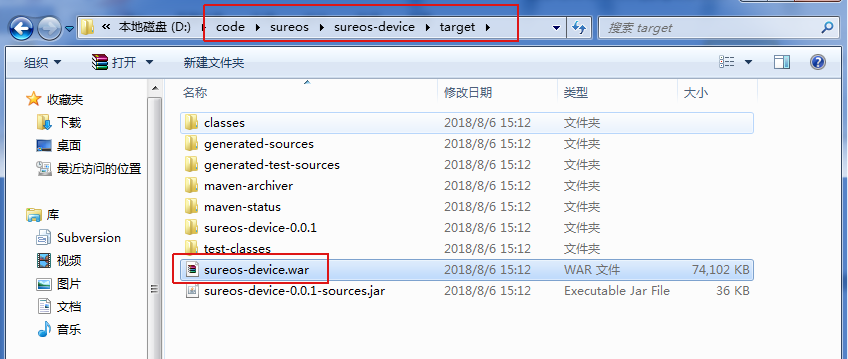 « 本地磁盘 (D:) ▸ code ▸ sureos ▸ sureos-device ▸ target ▸
搜索 target
组织 ▼ 打开 ▼ 新建文件夹
名称 修改日期 类型 大小
收藏夹
下载
桌面
最近访问的位置
库
Subversion
视频
图片
文档
音乐
classes 2018/8/6 15:12 文件夹
generated-sources 2018/8/6 15:12 文件夹
generated-test-sources 2018/8/6 15:12 文件夹
maven-archiver 2018/8/6 15:12 文件夹
maven-status 2018/8/6 15:12 文件夹
sureos-device-0.0.1 2018/8/6 15:12 文件夹
test-classes 2018/8/6 15:12 文件夹
sureos-device.war 2018/8/6 15:12 WAR 文件 74,102 KB
sureos-device-0.0.1-sources.jar 2018/8/6 15:12 Executable Jar File 36 KB